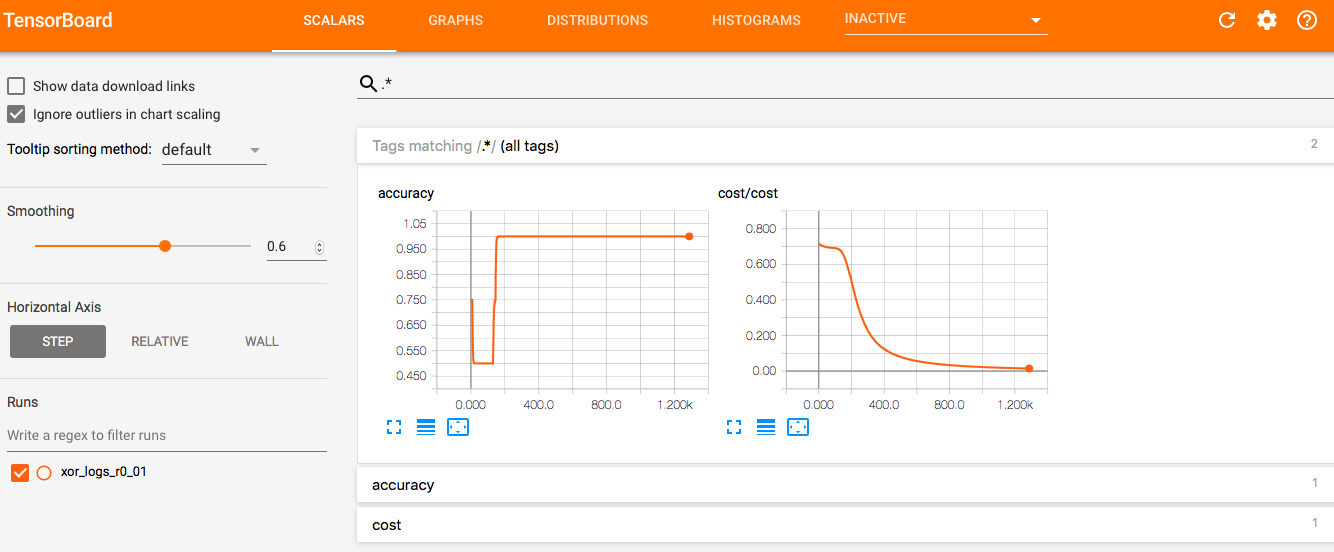 TensorBoard SCALARS GRAPHS DISTRIBUTIONS HISTOGRAMS INACTIVE
Show data download links
Ignore outliers in chart scaling
Tooltip sorting method: default
Smoothing
0.6
Horizontal Axis
STEP RELATIVE WALL
Runs
Write a regex to filter runs
xor_logs_r0_01
.*
Tags matching /.*/ (all tags) 2
accuracy
1.05
0.950
0.850
0.750
0.650
0.550
0.450
0.000 400.0 800.0 1.200k
cost/cost
0.800
0.600
0.400
0.200
0.00
0.000 400.0 800.0 1.200k
accuracy 1
cost 1